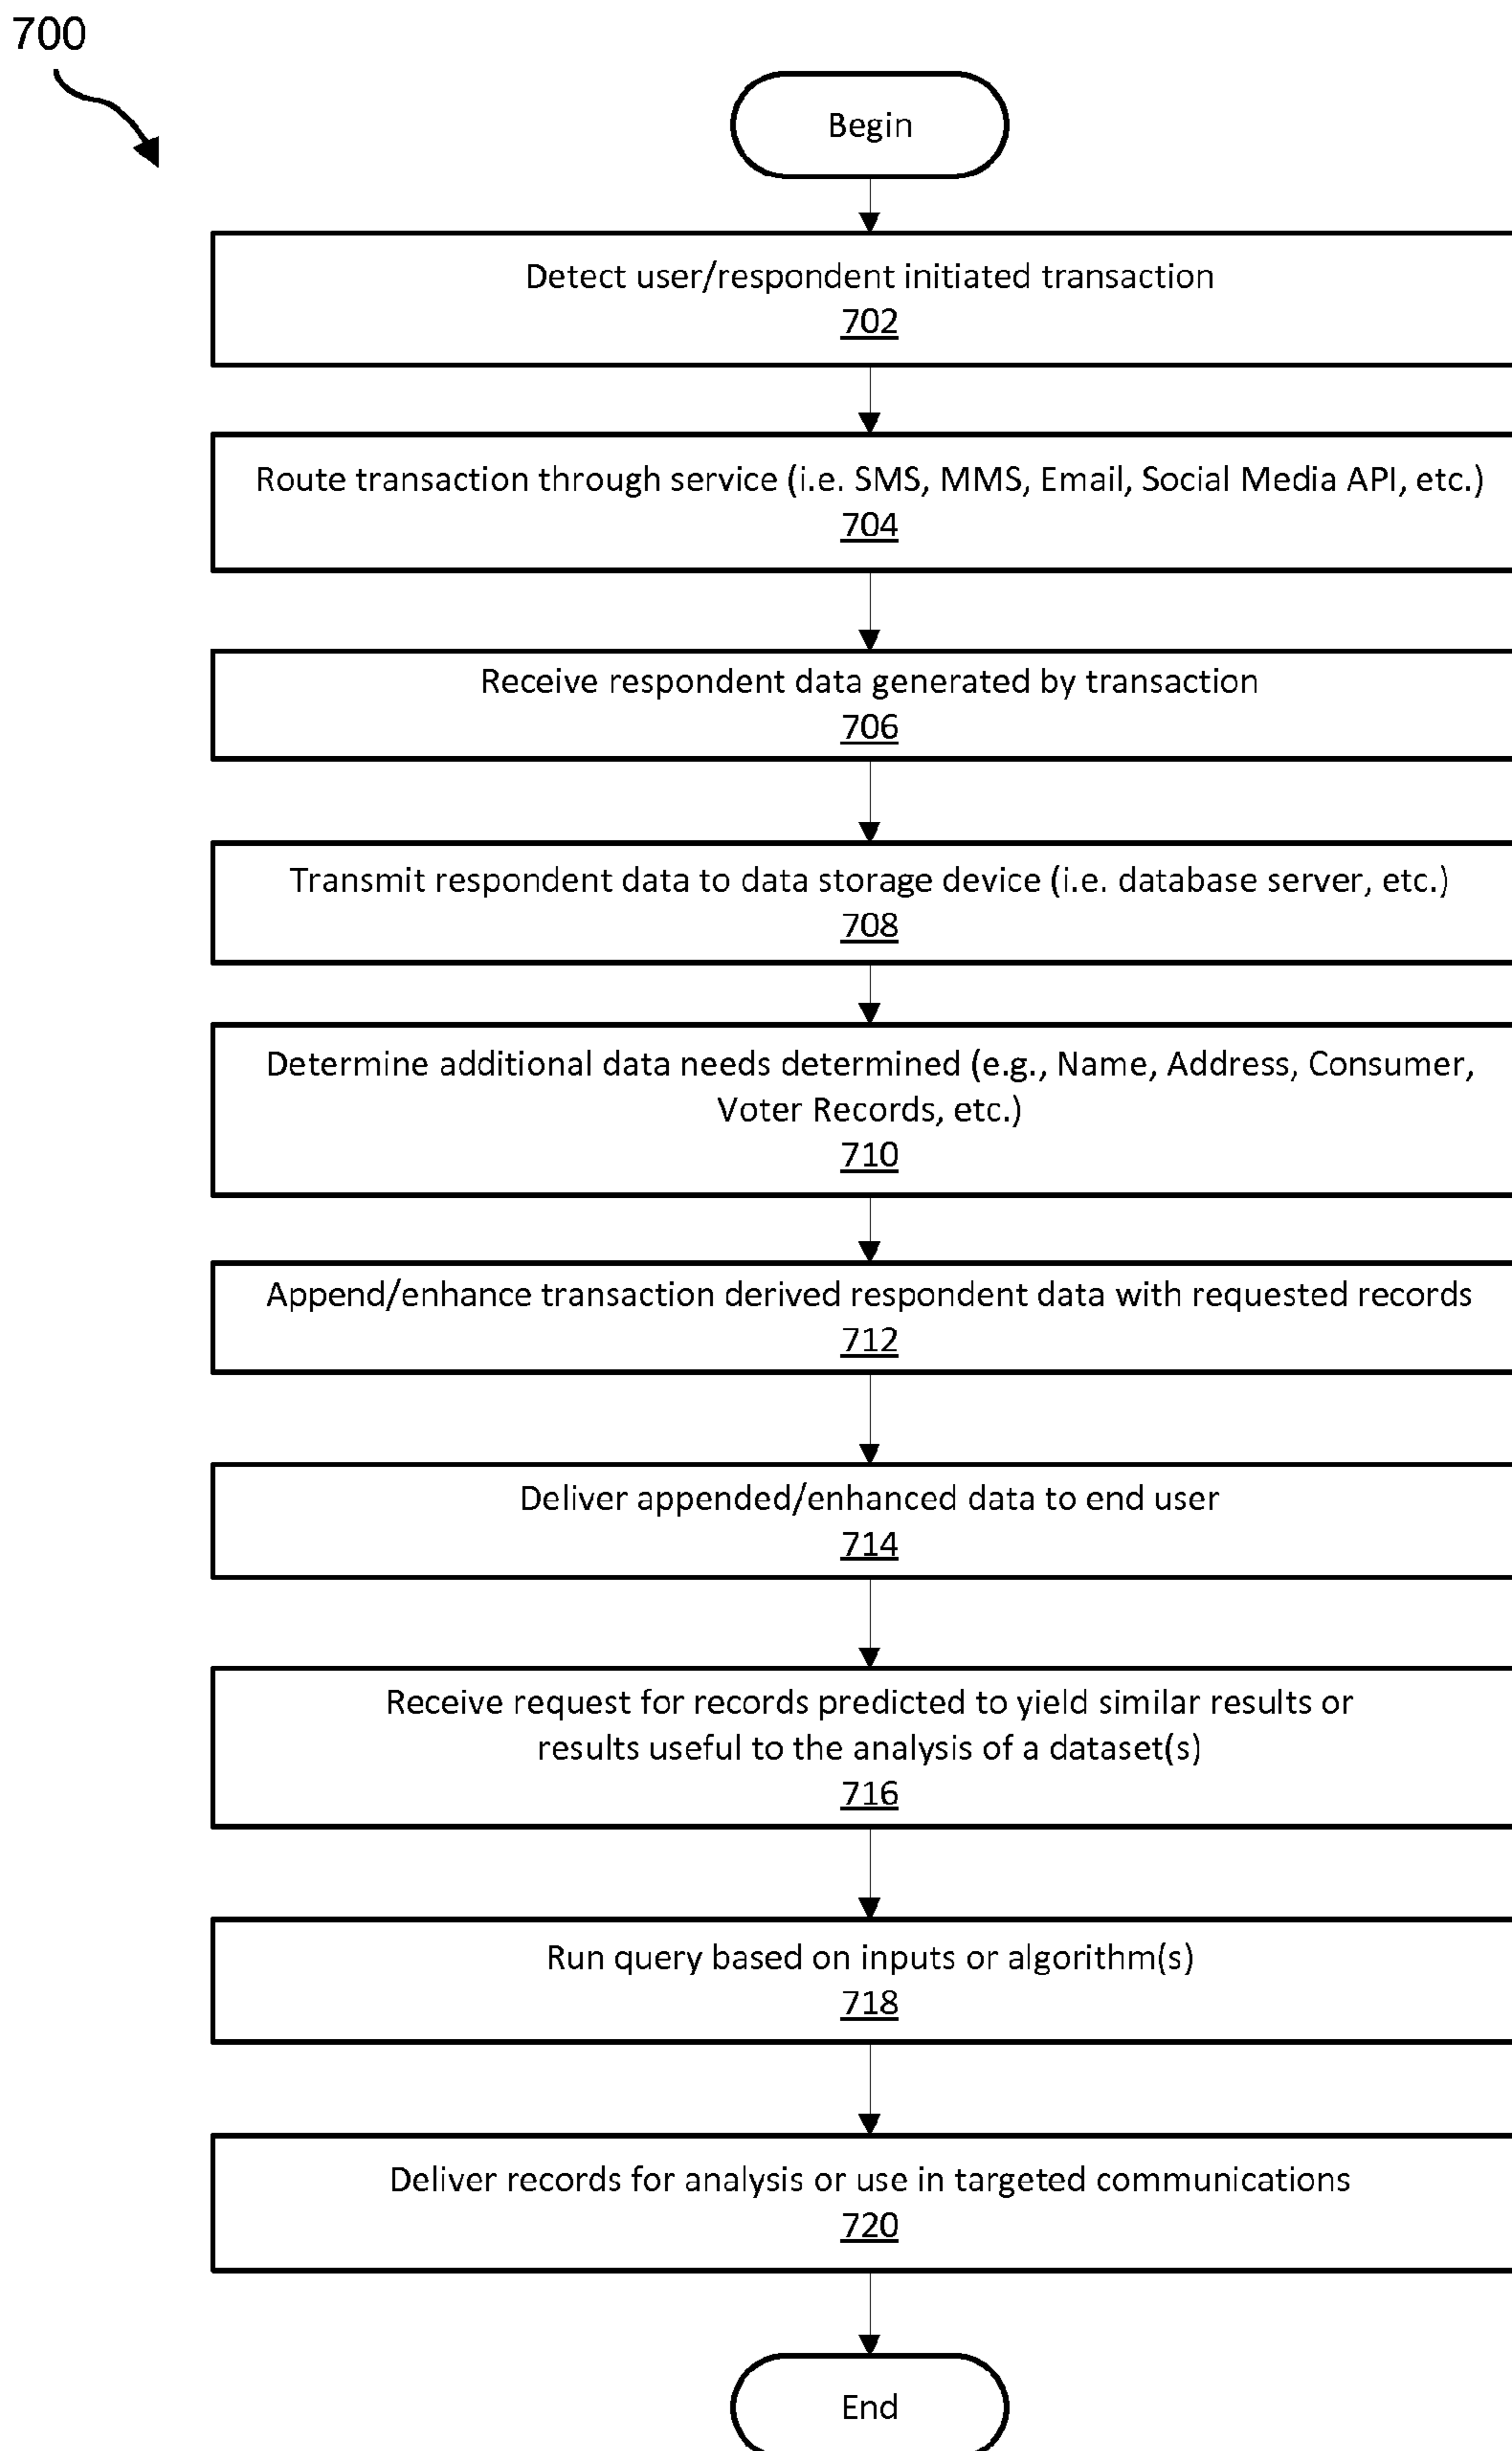 700
Begin
Detect user/respondent initiated transaction
702
Route transaction through service (i.e. SMS, MMS, Email, Social Media API, etc.)
704
Receive respondent data generated by transaction
706
Transmit respondent data to data storage device (i.e. database server, etc.)
708
Determine additional data needs determined (e.g., Name, Address, Consumer,
Voter Records, etc.)
710
Append/enhance transaction derived respondent data with requested records
712
Deliver appended/enhanced data to end user
714
Receive request for records predicted to yield similar results or
results useful to the analysis of a dataset(s)
716
Run query based on inputs or algorithm(s)
718
Deliver records for analysis or use in targeted communications
720
End